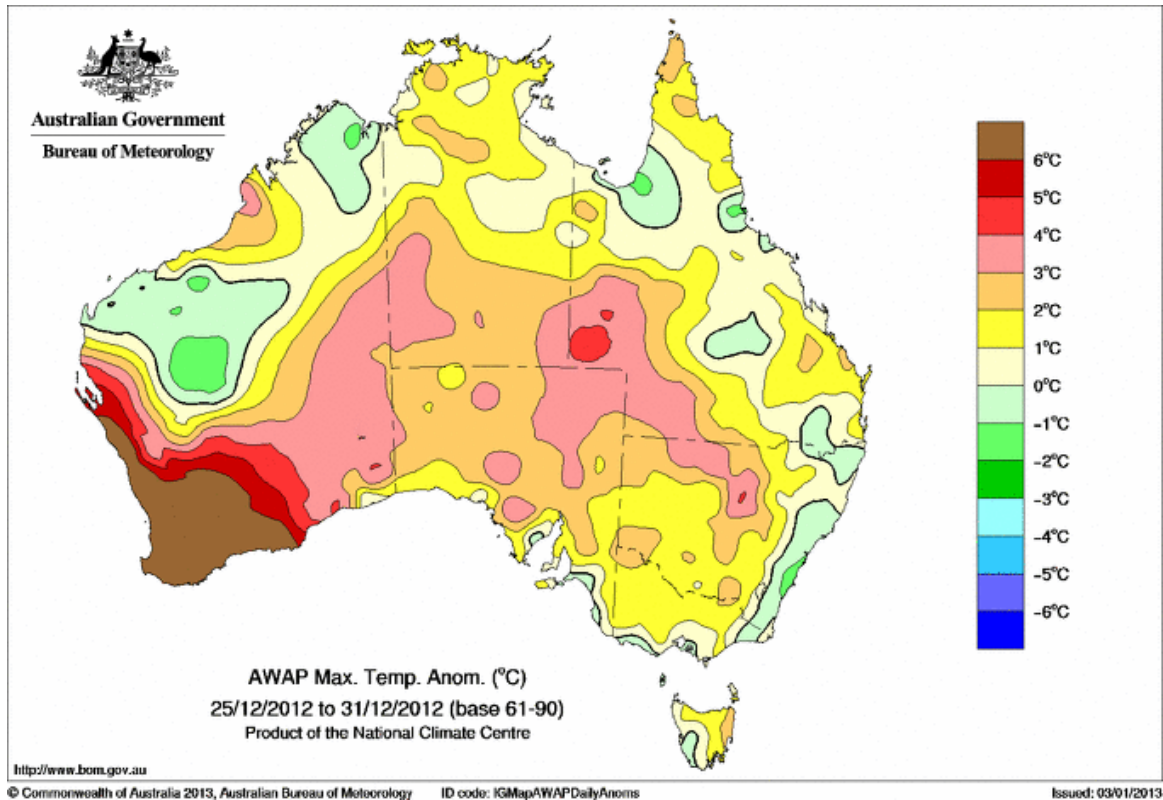 Australian Government
Bureau of Meteorology
6°C
5°C
4°C
3°C
2°C
1°C
0°C
-1°C
-2°C
-3°C
-4°C
-5°C
-6°C
AWAP Max. Temp. Anom. (°C)
25/12/2012 to 31/12/2012 (base 61-90)
Product of the National Climate Centre
http://www.bom.gov.au
© Commonwealth of Australia 2013, Australian Bureau of Meteorology ID code: IGMapAWAPDailyAnoms Issued: 03/01/2013